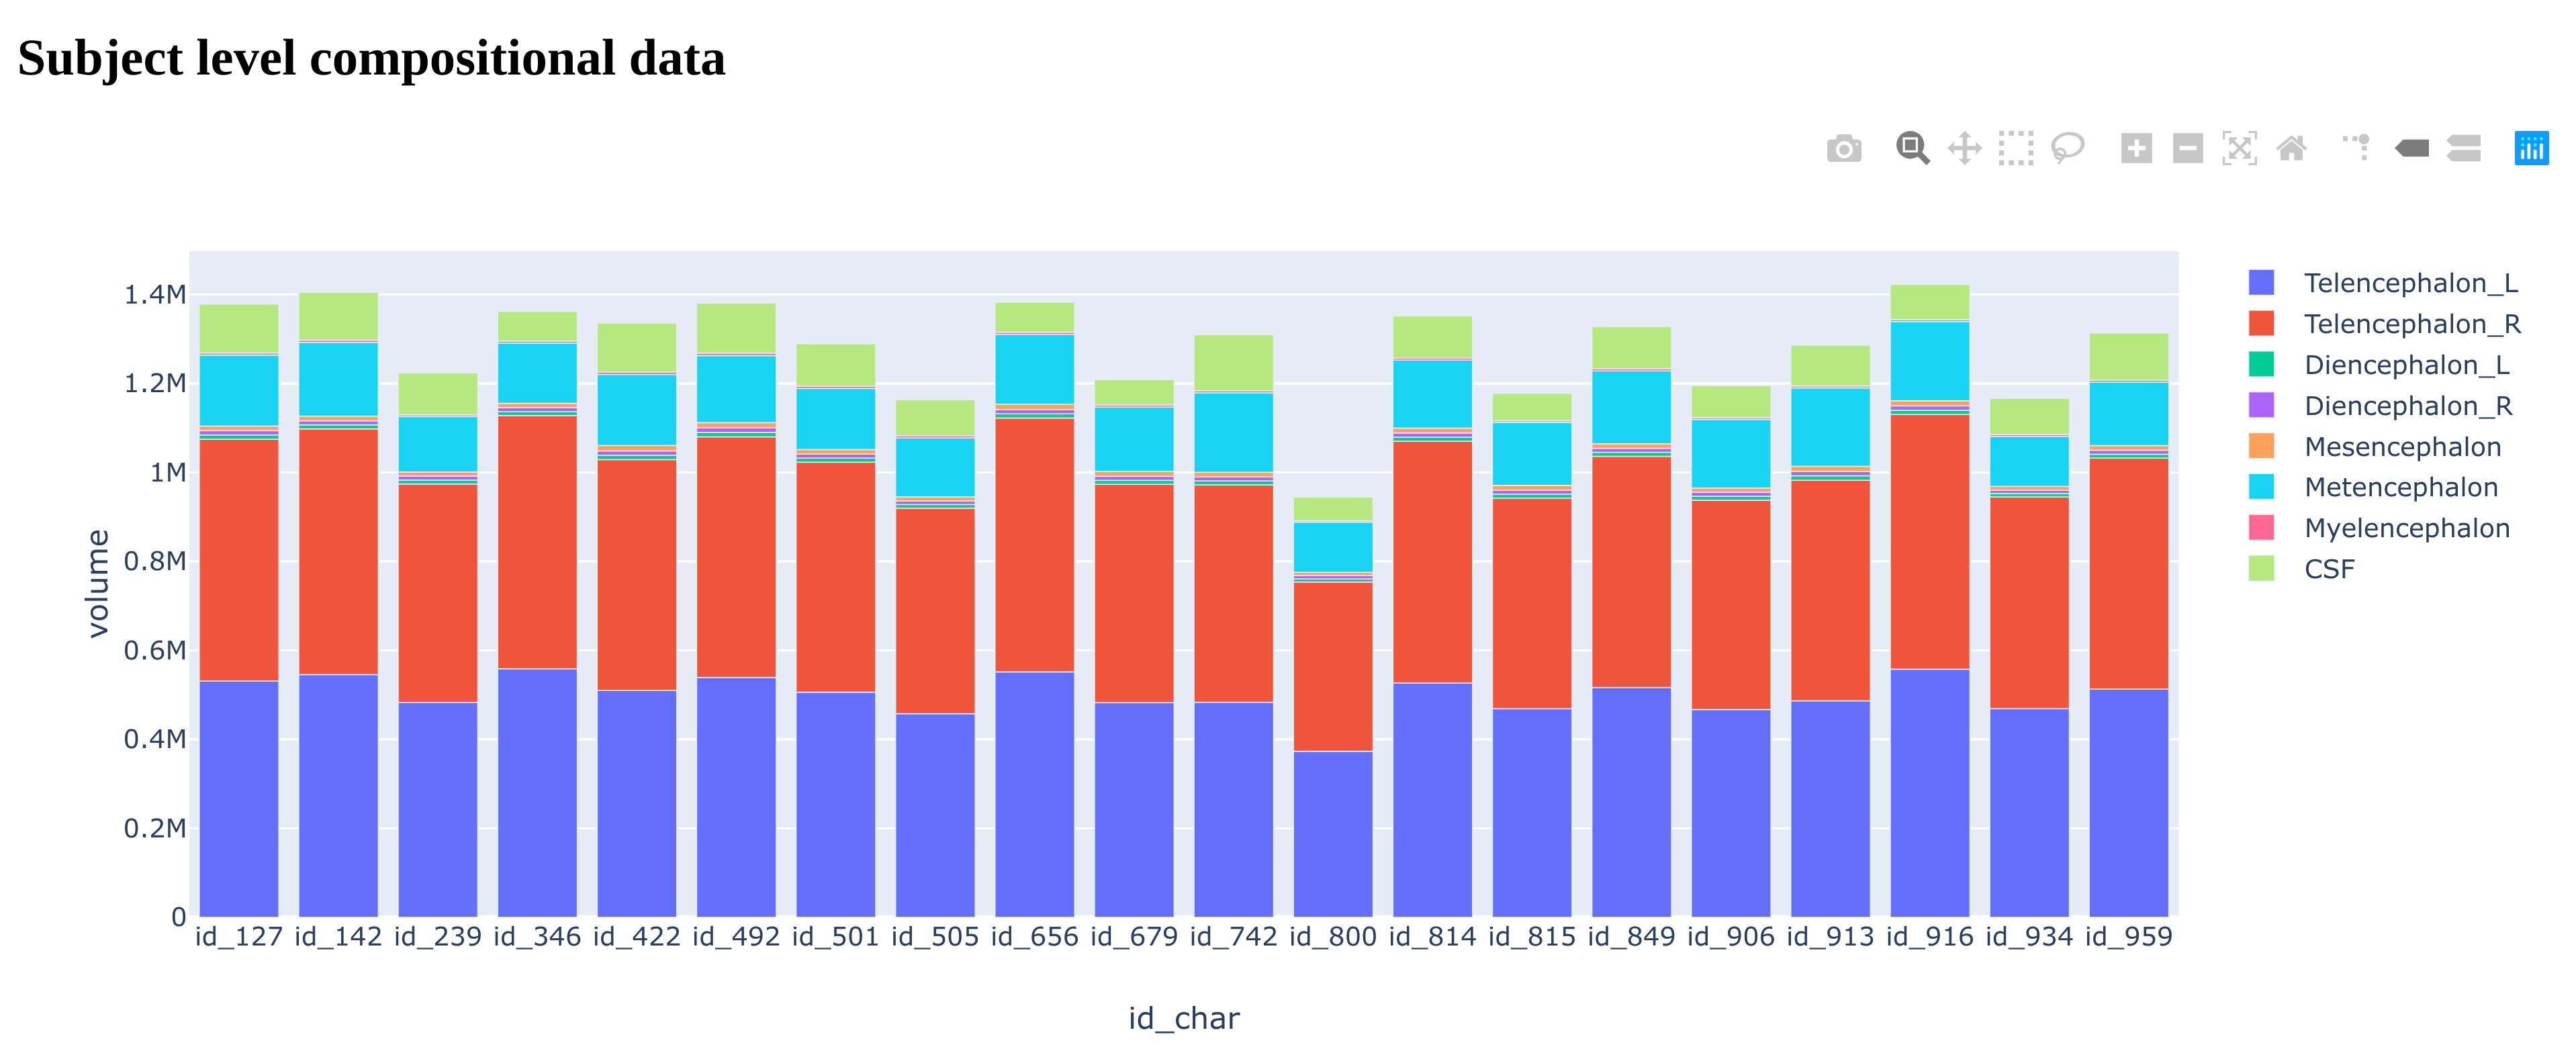 Subject level compositional data
1.4M
1.2M
1M
0.8M
0.6M
0.4M
0.2M
0
volume
id_127 id_142 id_239 id_346 id_422 id_492 id_501 id_505 id_656 id_679 id_742 id_800 id_814 id_815 id_849 id_906 id_913 id_916 id_934 id_959
id_char
Telencephalon_L
Telencephalon_R
Diencephalon_L
Diencephalon_R
Mesencephalon
Metencephalon
Myelencephalon
CSF